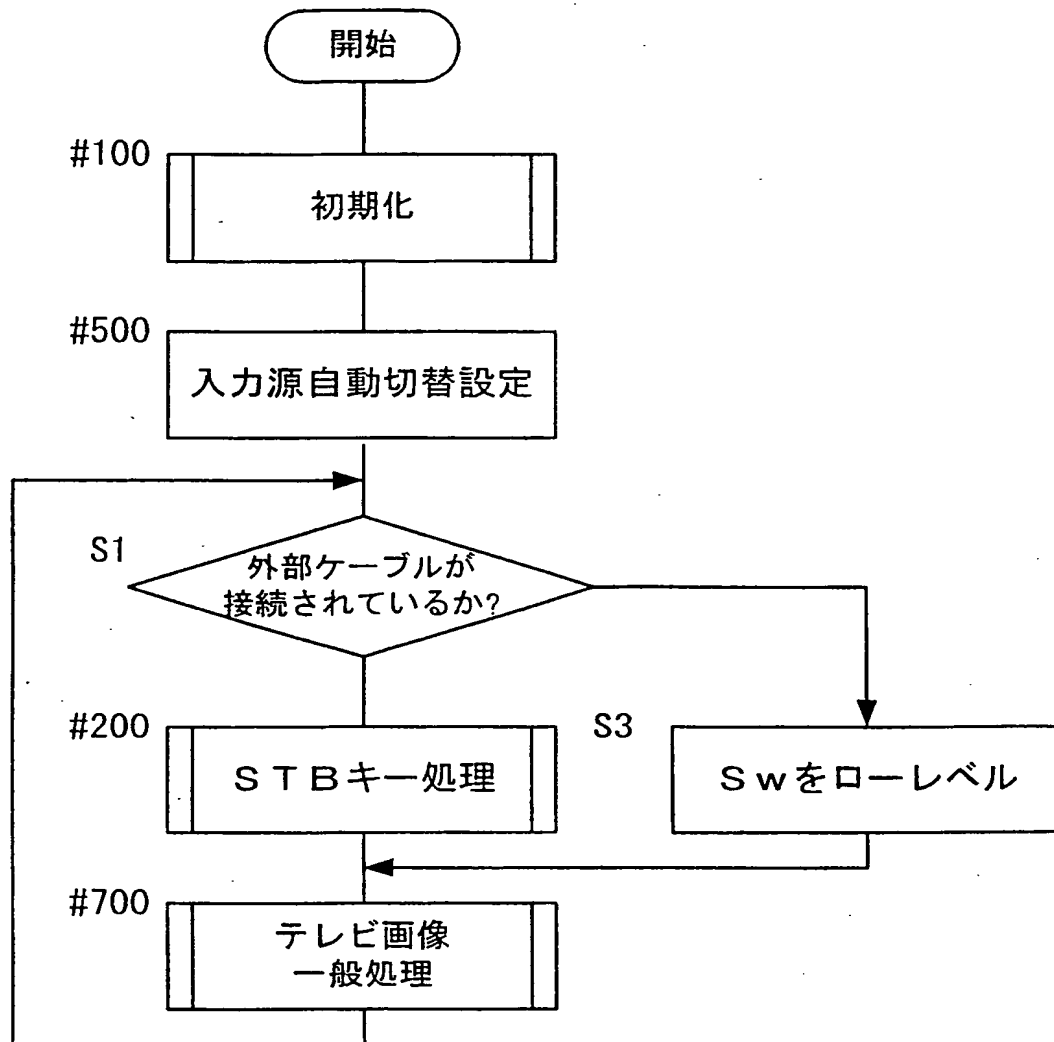 開始
#100
初期化
#500
入力源自動切替設定
S1
外部ケーブルが
接続されているか?
#200
STBキー処理
S3
Swをローレベル
#700
テレビ画像
一般処理